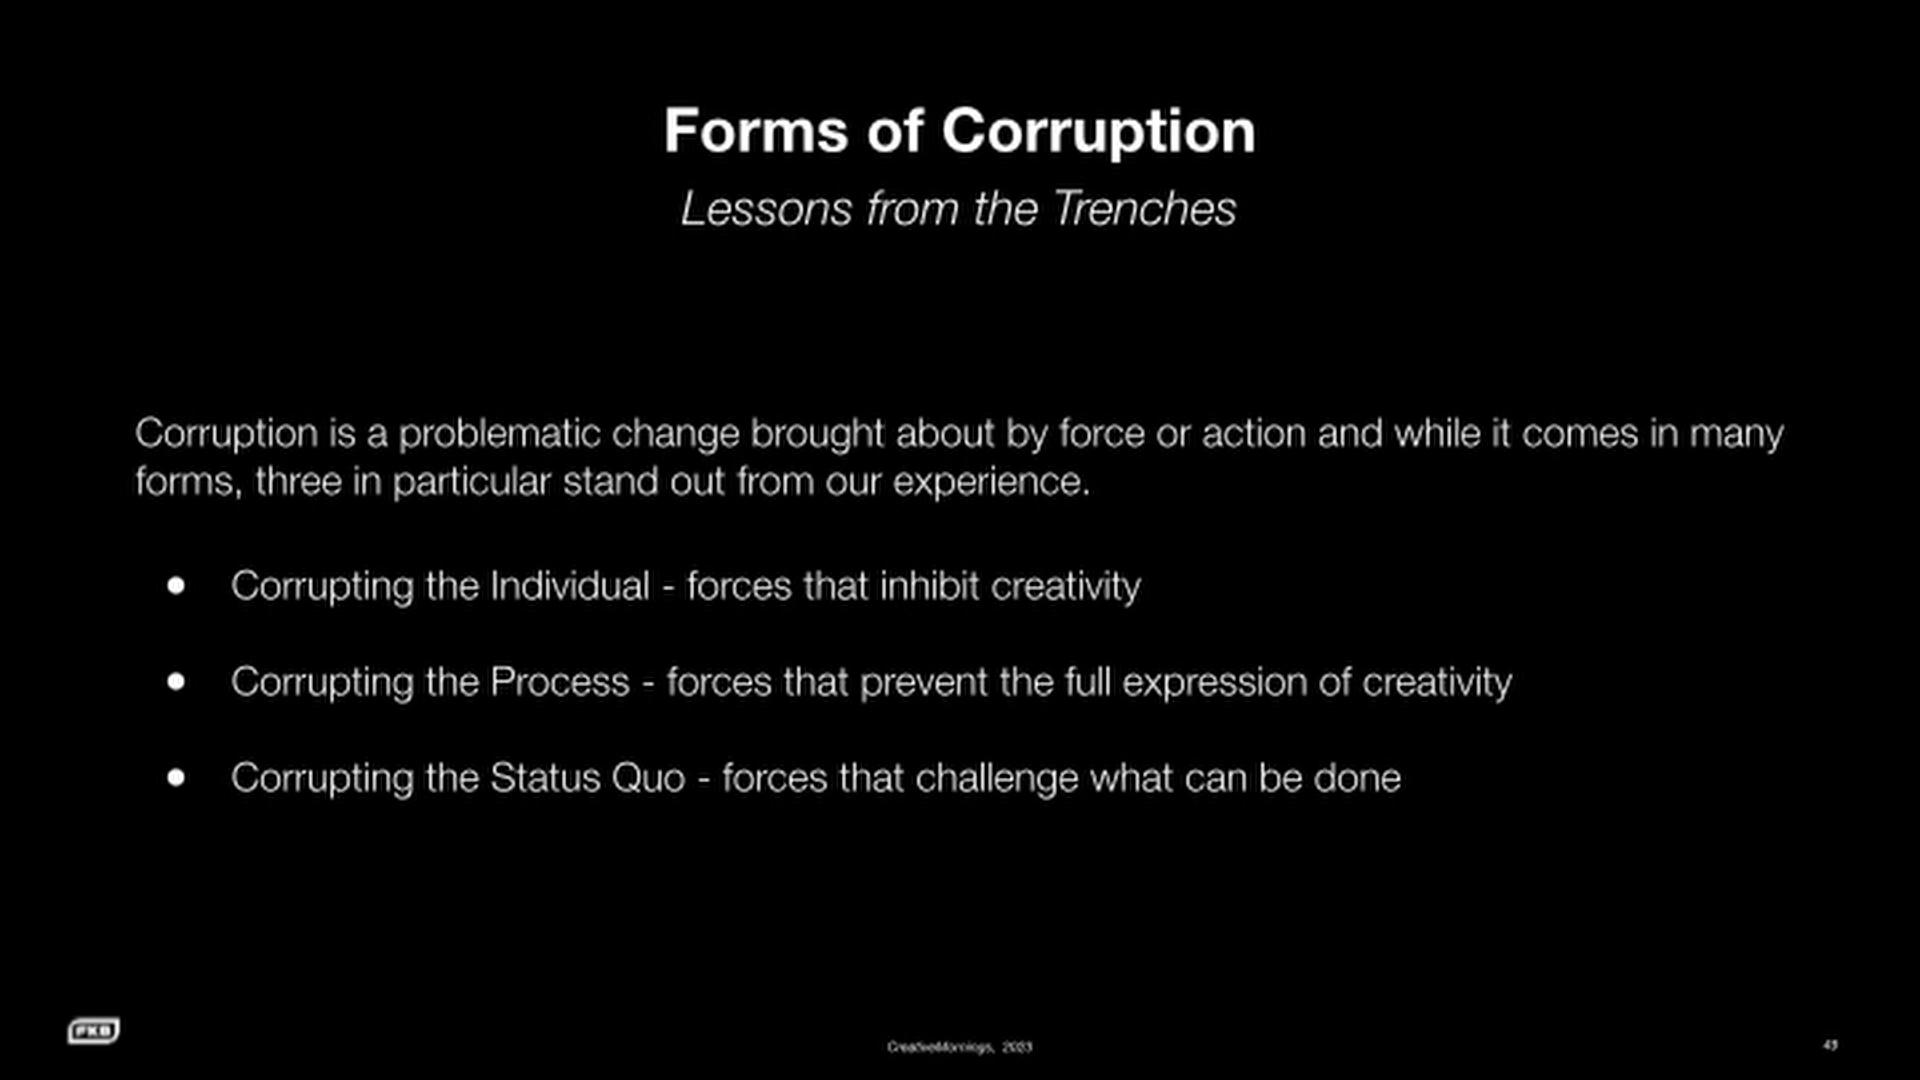 Forms of Corruption
Lessons from the Trenches
Corruption is a problematic change brought about by force or action and while it comes in many
forms, three in particular stand out from our experience.
● Corrupting the Individual - forces that inhibit creativity
● Corrupting the Process - forces that prevent the full expression of creativity
● Corrupting the Status Quo - forces that challenge what can be done
FKB
CreativeMornings, 2023